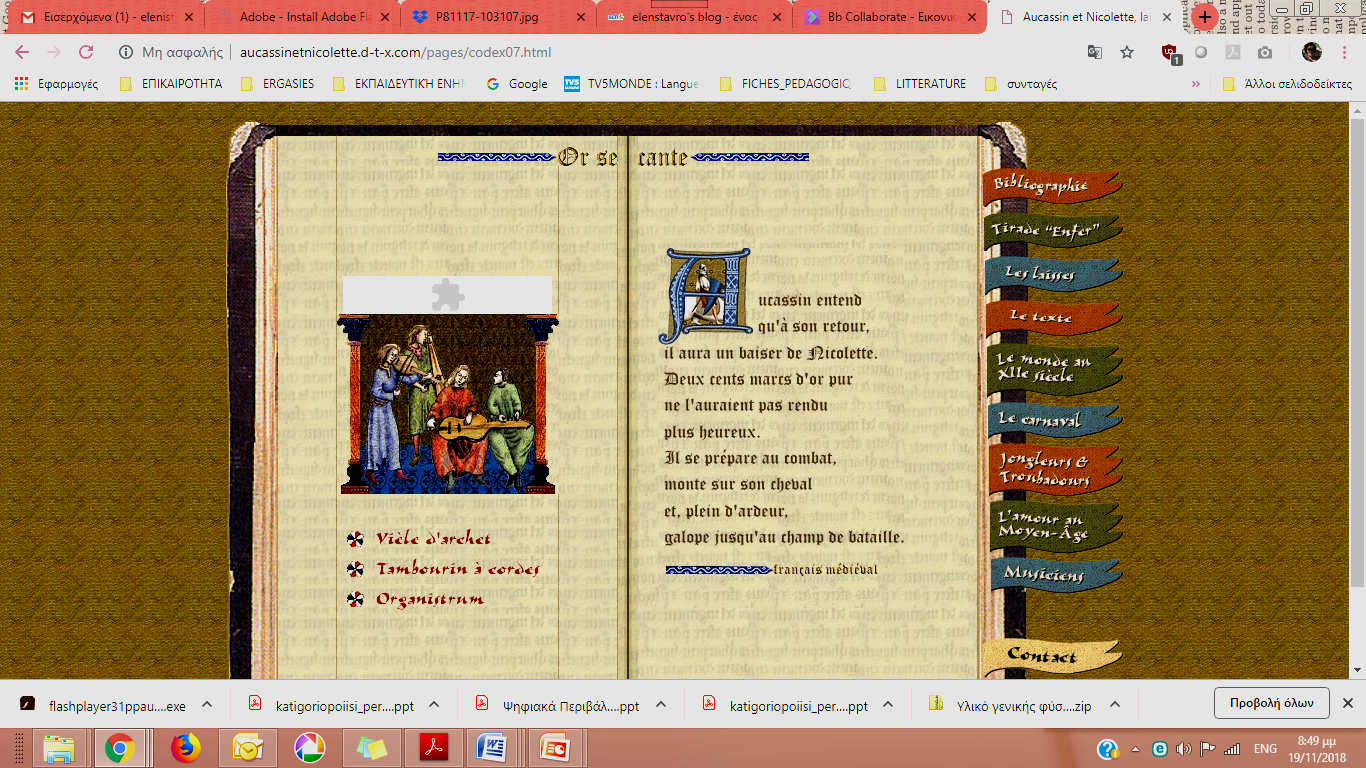 Εισερχόμενα (1) - elenist
Adobe - Install Adobe Fl
P81117-103107.jpg
elenstavro's blog - ένας
Bb Collaborate - Εικονικ
Aucassin et Nicolette, la
Μη ασφαλής
aucassinetnicolette.d-t-x.com/pages/codex07.html
Εφαρμογές
ΕΠΙΚΑΙΡΟΤΗΤΑ
ERGASIES
ΕΚΠΑΙΔΕΥΤΙΚΗ ΕΝΗΜ
Google
TV5MONDE : Langue
FICHES_PEDAGOGIQ
LITTERATURE
συνταγές
»
Άλλοι σελιδοδείκτες
Or se cante
Aucassin entend
qu'à son retour,
il aura un baiser de Nicolette.
Deux cents marcs d'or pur
ne l'auraient pas rendu
plus heureux.
Il se prépare au combat,
monte sur son cheval
et, plein d'ardeur,
galope jusqu'au champ de bataille.
français médiéval
Vièle d'archet
Tambourin à cordes
Organistrum
Bibliographie
Tirade "Enfer"
Les laisses
Le texte
Le monde au
XIIe siècle
Le carnaval
Jongleurs &
Troubadours
L'amour au
Moyen-Âge
Musiciens
Contact
flashplayer31ppau....exe
katigoriopoiisi_per....ppt
Ψηφιακά Περιβάλ....ppt
katigoriopoiisi_per....ppt
Υλικό γενικής φύσ....zip
Προβολή όλων
ENG
8:49 μμ
19/11/2018